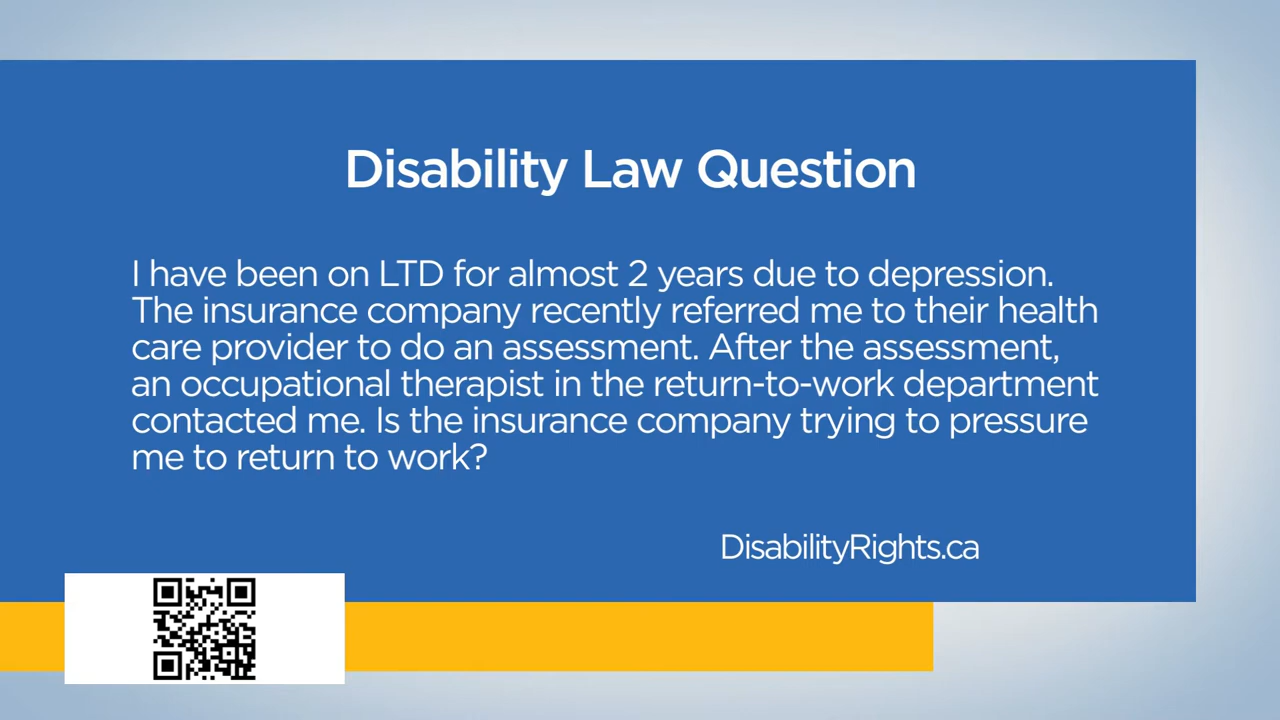 Disability Law Question
I have been on LTD for almost 2 years due to depression.
The insurance company recently referred me to their health
care provider to do an assessment. After the assessment,
an occupational therapist in the return-to-work department
contacted me. Is the insurance company trying to pressure
me to return to work?
DisabilityRights.ca